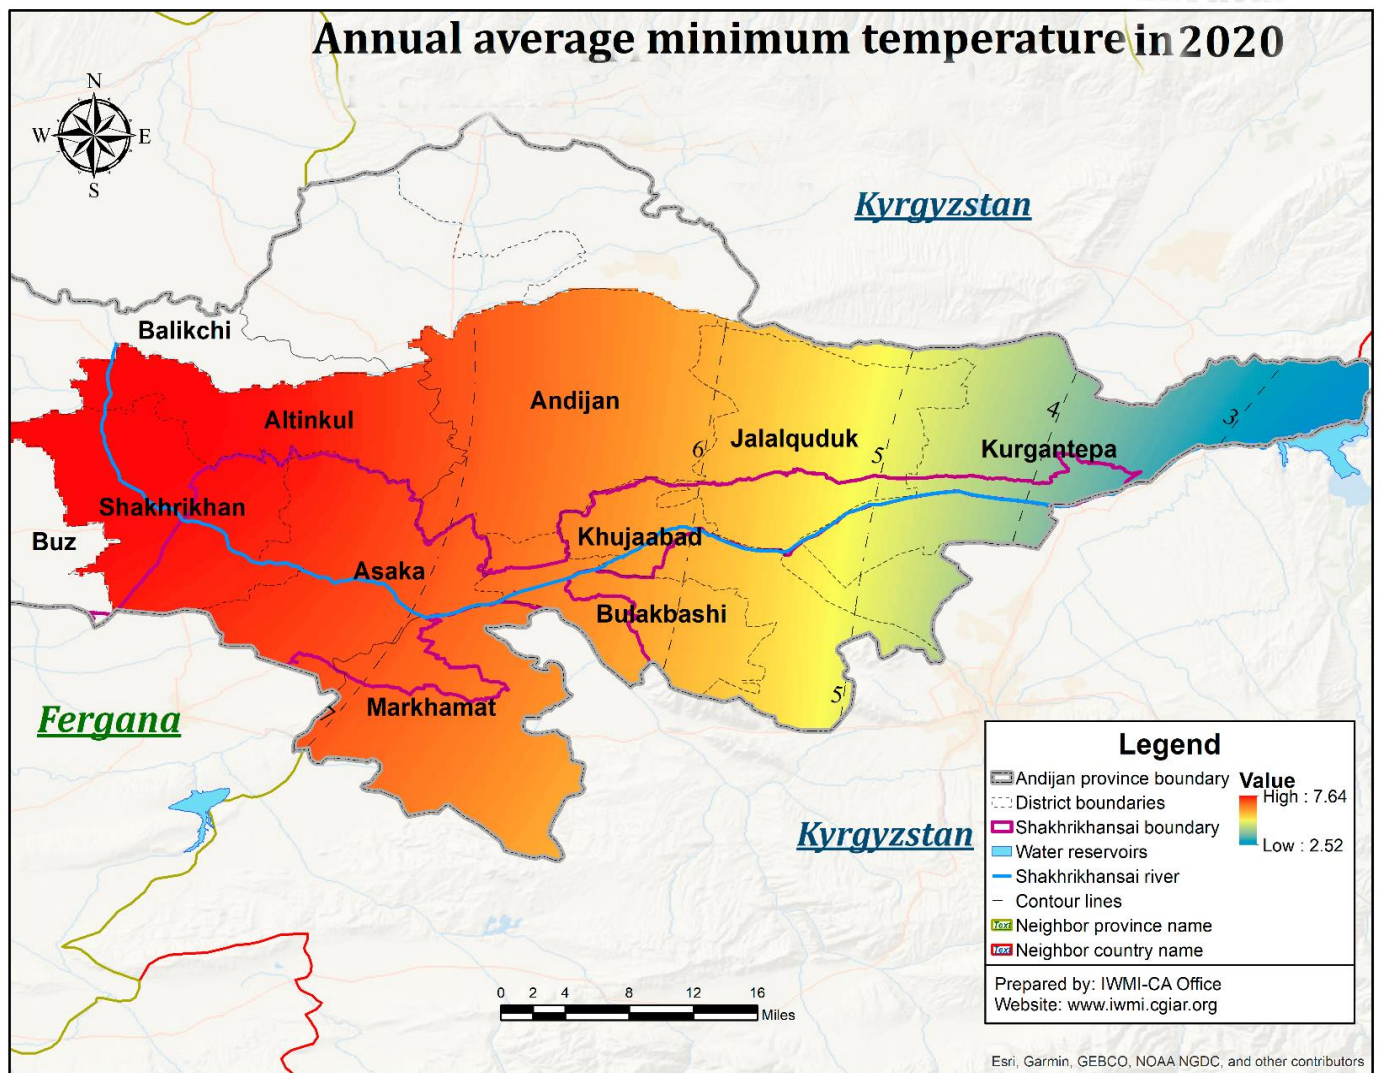 Annual average minimum temperature in 2020
N
W E
S
Kyrgyzstan
Balikchi
Altinkul
Andijan
Jalalquduk
Kurgantepa
6
5
4
3
Shakhrikhan
Buz
Khujaabad
Asaka
Bulakbashi
5
Markhamat
Fergana
Kyrgyzstan
Legend
Andijan province boundary
District boundaries
Shakhrikhansai boundary
Water reservoirs
Shakhrikhansai river
Contour lines
Text Neighbor province name
Text Neighbor country name
Value
High : 7.64
Low : 2.52
Prepared by: IWMI-CA Office
Website: www.iwmi.cgiar.org
0 2 4 8 12 16
Miles
Esri, Garmin, GEBCO, NOAA NGDC, and other contributors